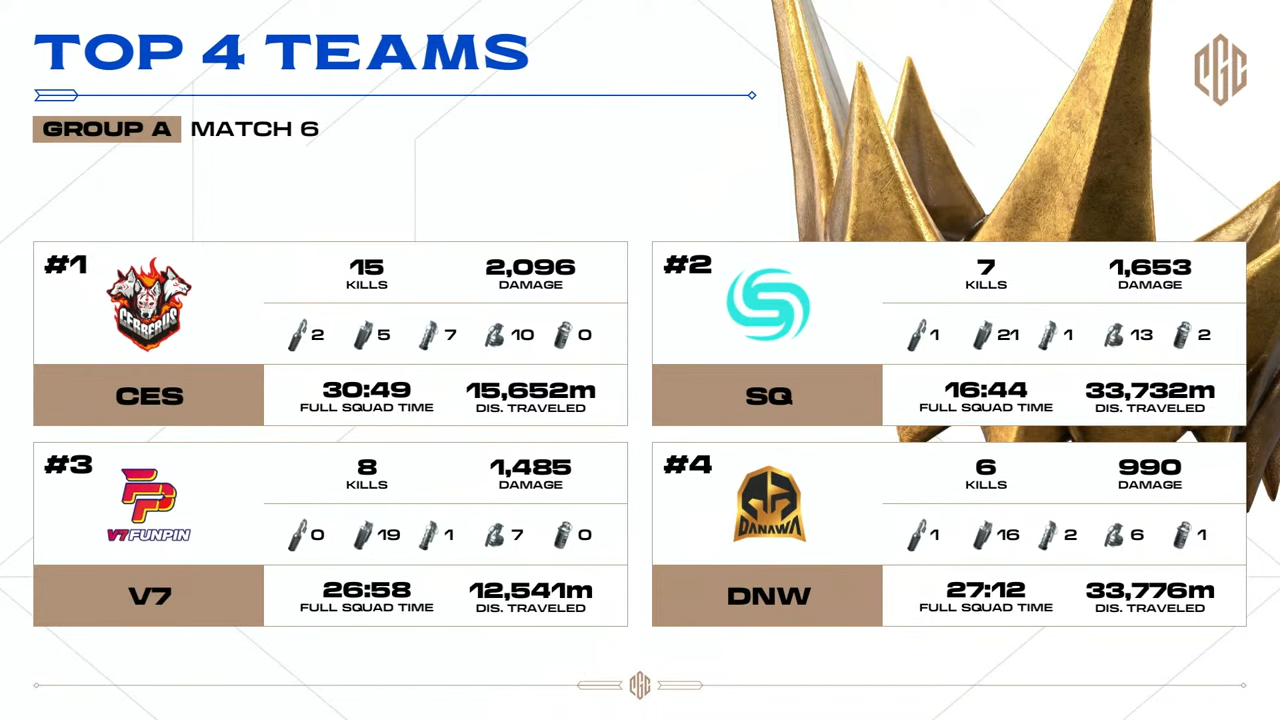 TOP 4 TEAMS
PGC
GROUP A MATCH 6
#1
CERBERUS
15 KILLS
2,096 DAMAGE
2 5 7 10 0
CES
30:49 FULL SQUAD TIME
15,652m DIS. TRAVELED
#2
7 KILLS
1,653 DAMAGE
1 21 1 13 2
SQ
16:44 FULL SQUAD TIME
33,732m DIS. TRAVELED
#3
V7 FUNPIN
8 KILLS
1,485 DAMAGE
0 19 1 7 0
V7
26:58 FULL SQUAD TIME
12,541m DIS. TRAVELED
#4
DANAWA
6 KILLS
990 DAMAGE
1 16 2 6 1
DNW
27:12 FULL SQUAD TIME
33,776m DIS. TRAVELED
PGC